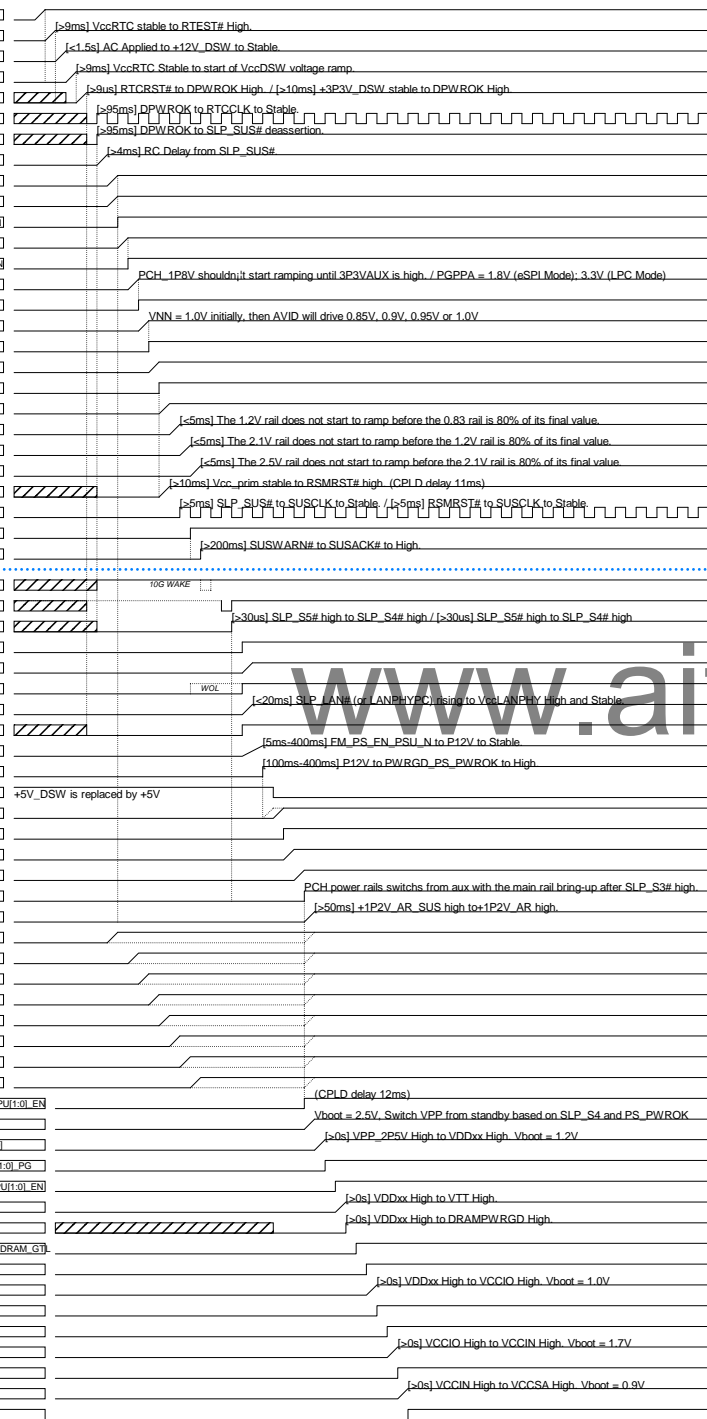 [>9ms] VccRTC stable to RTEST# High.
[<1.5s] AC Applied to +12V_DSW to Stable.
[>9ms] VccRTC Stable to start of VccDSW voltage ramp.
[>9us] RTCRST# to DPWROK High. / [>10ms] +3P3V_DSW stable to DPWROK High.
[>95ms] DPWROK to RTCCLK to Stable.
[>95ms] DPWROK to SLP_SUS# deassertion.
[>4ms] RC Delay from SLP_SUS#.
PCH_1P8V shouldn¡¦t start ramping until 3P3VAUX is high. / PGPPA = 1.8V (eSPI Mode); 3.3V (LPC Mode)
VNN = 1.0V initially, then AVID will drive 0.85V, 0.9V, 0.95V or 1.0V
[<5ms] The 1.2V rail does not start to ramp before the 0.83 rail is 80% of its final value.
[<5ms] The 2.1V rail does not start to ramp before the 1.2V rail is 80% of its final value.
[<5ms] The 2.5V rail does not start to ramp before the 2.1V rail is 80% of its final value.
[>10ms] Vcc_prim stable to RSMRST# high. (CPLD delay 11ms)
[>5ms] SLP_SUS# to SUSCLK to Stable. / [>5ms] RSMRST# to SUSCLK to Stable.
[>200ms] SUSWARN# to SUSACK# to High.
10G WAKE
[>30us] SLP_S5# high to SLP_S4# high / [>30us] SLP_S5# high to SLP_S4# high
www.ai
WOL
[<20ms] SLP_LAN# (or LANPHYPC) rising to VccLANPHY High and Stable.
[5ms-400ms] FM_PS_EN_PSU_N to P12V to Stable.
[100ms-400ms] P12V to PWRGD_PS_PWROK to High.
+5V_DSW is replaced by +5V
PCH power rails switchs from aux with the main rail bring-up after SLP_S3# high.
[>50ms] +1P2V_AR_SUS high to+1P2V_AR high.
(CPLD delay 12ms)
PU[1:0]_EN
Vboot = 2.5V, Switch VPP from standby based on SLP_S4 and PS_PWROK
[>0s] VPP_2P5V High to VDDxx High. Vboot = 1.2V
1:0]_PG
PU[1:0]_EN
[>0s] VDDxx High to VTT High.
[>0s] VDDxx High to DRAMPWRGD High.
DRAM_GTL
[>0s] VDDxx High to VCCIO High. Vboot = 1.0V
[>0s] VCCIO High to VCCIN High. Vboot = 1.7V
[>0s] VCCIN High to VCCSA High. Vboot = 0.9V